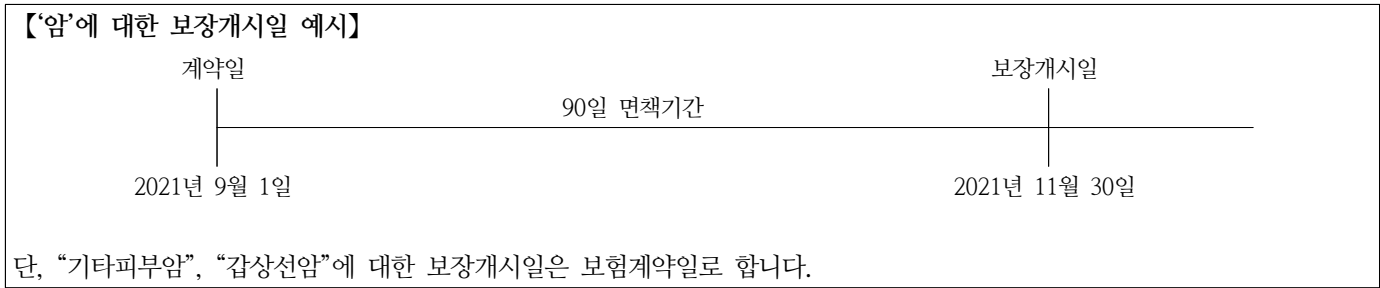 【‘암’에 대한 보장개시일 예시】
계약일 보장개시일
90일 면책기간
2021년 9월 1일 2021년 11월 30일
단, “기타피부암”, “갑상선암”에 대한 보장개시일은 보험계약일로 합니다.